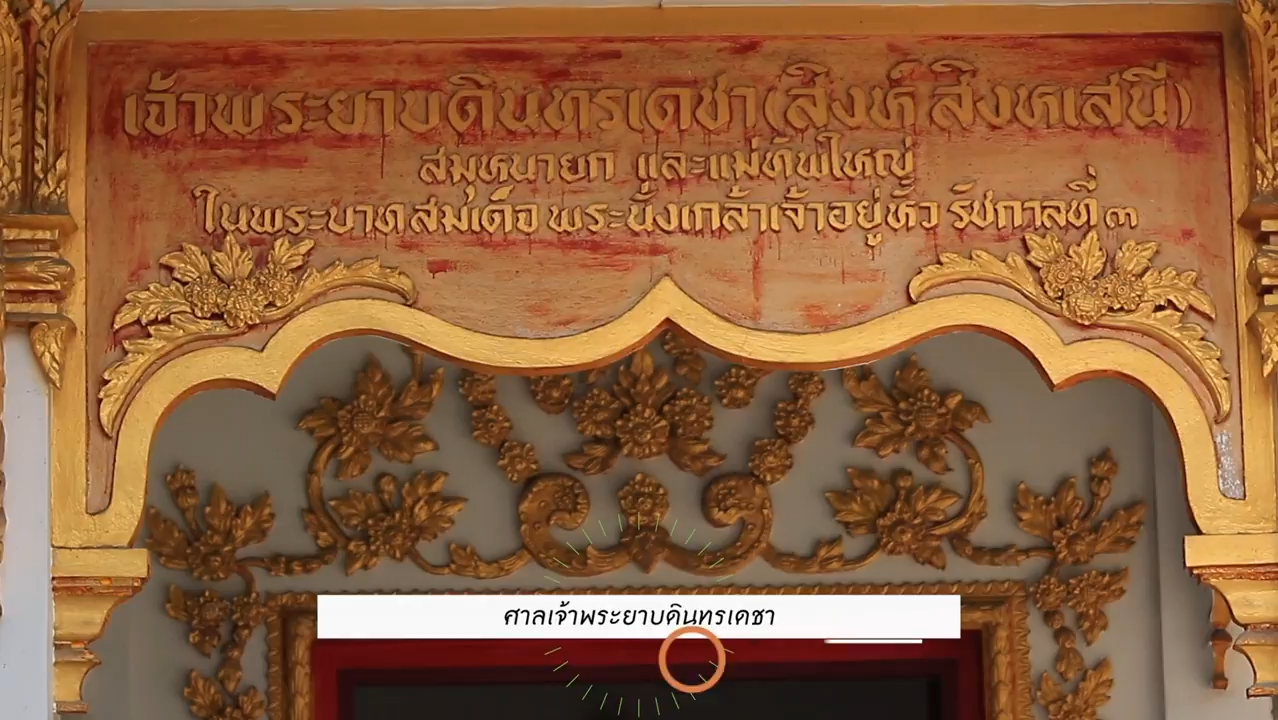 เจ้าพระยาบดินทรเดชา (สิงห์ สิงหเสนี)
สมุหนายก และแม่ทัพใหญ่
ในพระบาทสมเด็จ พระนั่งเกล้าเจ้าอยู่หัว รัชกาลที่ ๓
ศาลเจ้าพระยาบดินทรเดชา